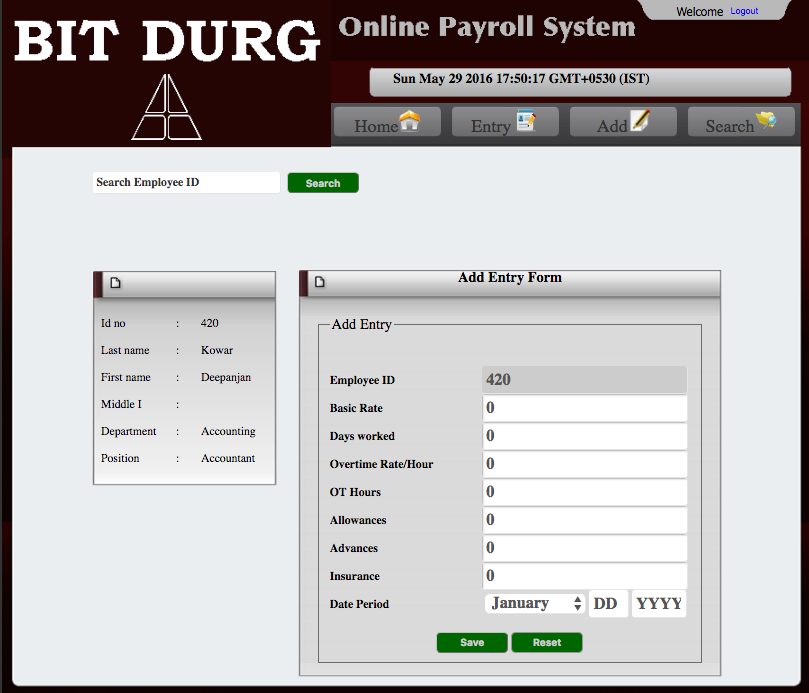 BIT DURG
Online Payroll System
Welcome Logout
Sun May 29 2016 17:50:17 GMT+0530 (IST)
Home Entry Add Search
Search Employee ID Search
Id no : 420
Last name : Kowar
First name : Deepanjan
Middle I :
Department : Accounting
Position : Accountant
Add Entry Form
Add Entry
Employee ID 420
Basic Rate 0
Days worked 0
Overtime Rate/Hour 0
OT Hours 0
Allowances 0
Advances 0
Insurance 0
Date Period January DD YYYY
Save Reset